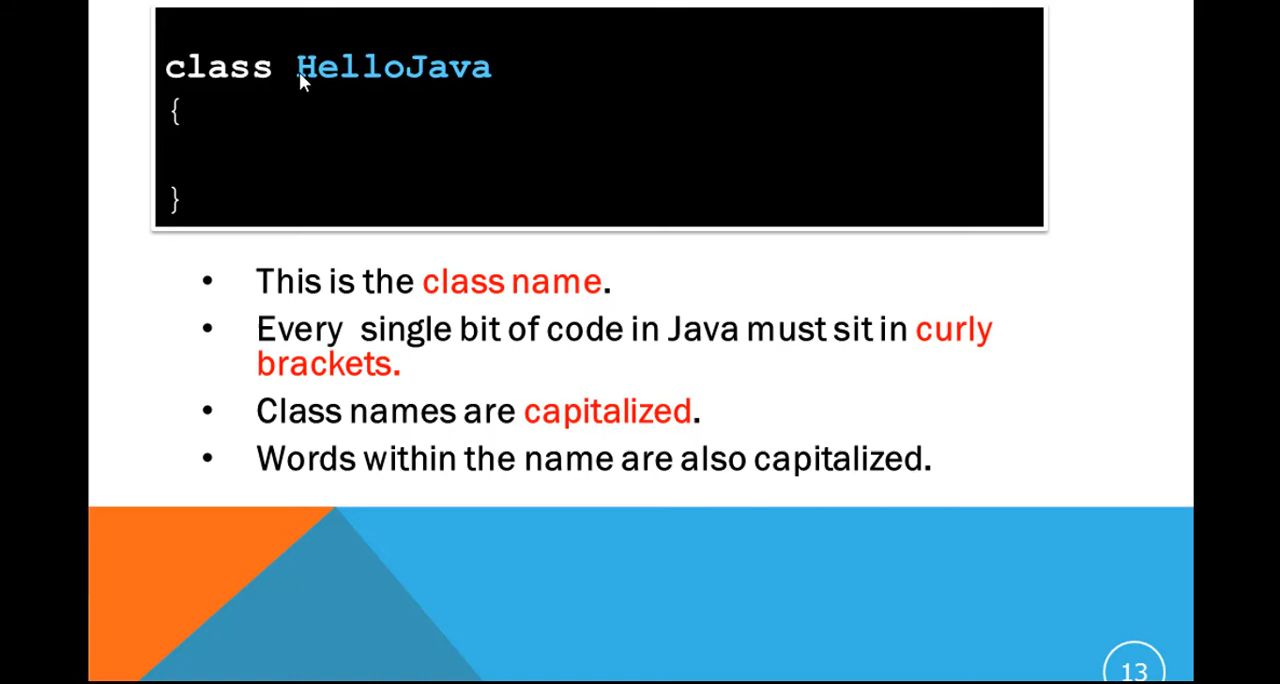 class HelloJava
{
}
• This is the class name.
• Every single bit of code in Java must sit in curly
brackets.
• Class names are capitalized.
• Words within the name are also capitalized.
13